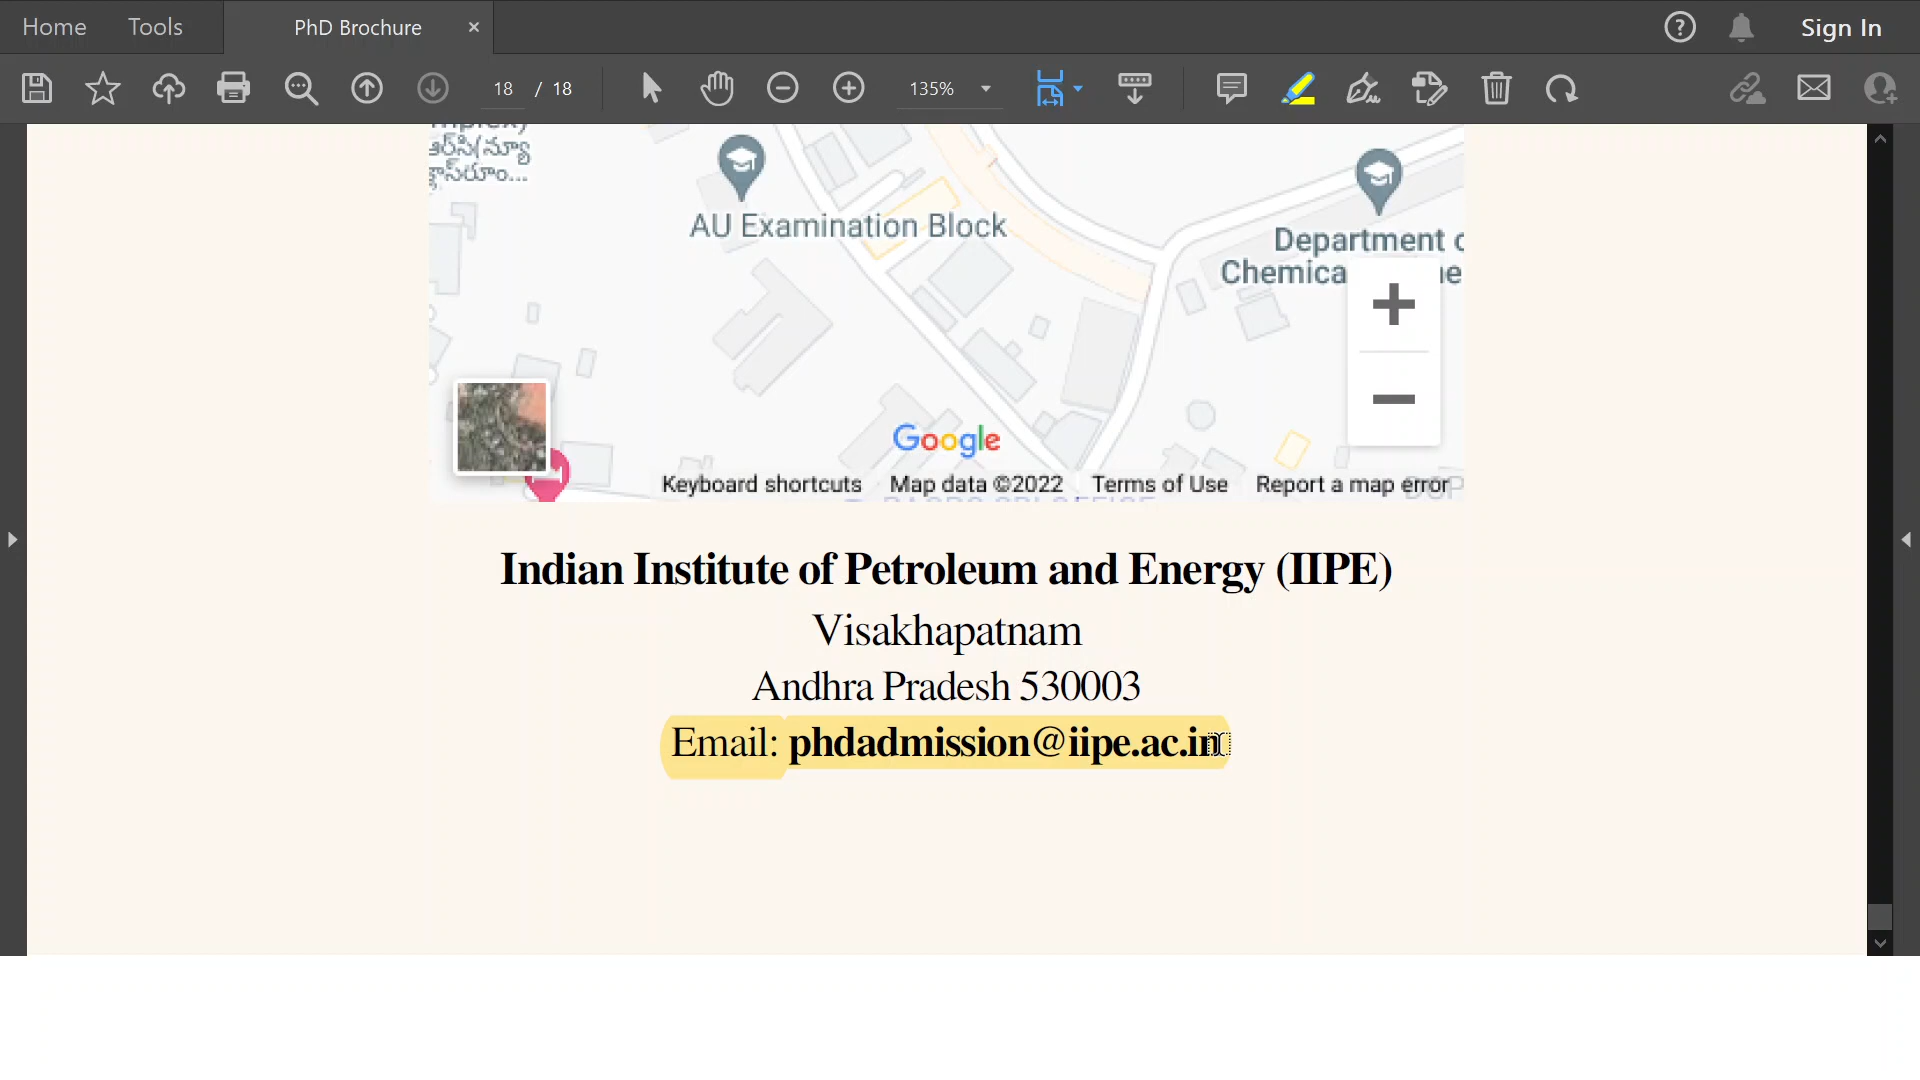 Home Tools PhD Brochure × Sign In
18 / 18 135%
ఆర్‌సి(న్యూ
క్లాస్‌రూం...
AU Examination Block
Department
Google
Keyboard shortcuts Map data ©2022 Terms of Use Report a map error
Indian Institute of Petroleum and Energy (IIPE)
Visakhapatnam
Andhra Pradesh 530003
Email: phdadmission@iipe.ac.in